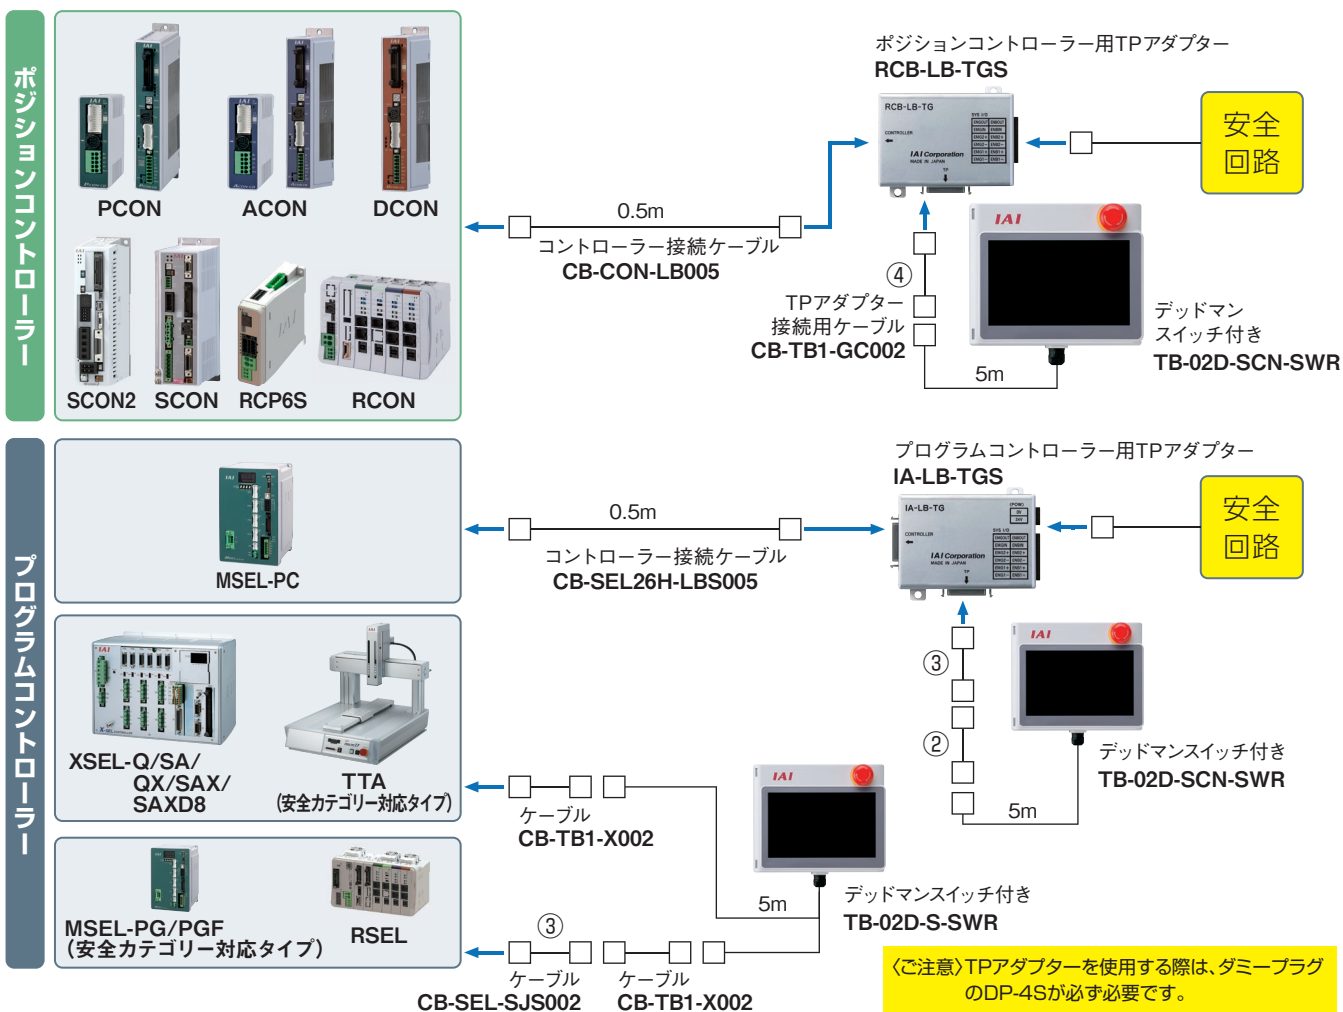 ポジションコントローラー
PCON
ACON
DCON
SCON2
SCON
RCP6S
RCON
0.5m
コントローラー接続ケーブル
CB-CON-LB005
ポジションコントローラー用TPアダプター
RCB-LB-TGS
RCB-LB-TG
CONTROLLER
SYS I/O
IAI Corporation
MADE IN JAPAN
TP
安全
回路
④
TPアダプター
接続用ケーブル
CB-TB1-GC002
5m
IAI
デッドマン
スイッチ付き
TB-02D-SCN-SWR
プログラムコントローラー
MSEL-PC
0.5m
コントローラー接続ケーブル
CB-SEL26H-LBS005
プログラムコントローラー用TPアダプター
IA-LB-TGS
IA-LB-TG
CONTROLLER
SYS I/O
IAI Corporation
MADE IN JAPAN
TP
安全
回路
③
②
5m
IAI
デッドマンスイッチ付き
TB-02D-SCN-SWR
XSEL-Q/SA/
QX/SAX/
SAXD8
TTA
(安全カテゴリー対応タイプ)
ケーブル
CB-TB1-X002
MSEL-PG/PGF
(安全カテゴリー対応タイプ)
RSEL
③
ケーブル
CB-SEL-SJS002
ケーブル
CB-TB1-X002
5m
IAI
デッドマンスイッチ付き
TB-02D-S-SWR
〈ご注意〉TPアダプターを使用する際は、ダミープラグ
のDP-4Sが必ず必要です。